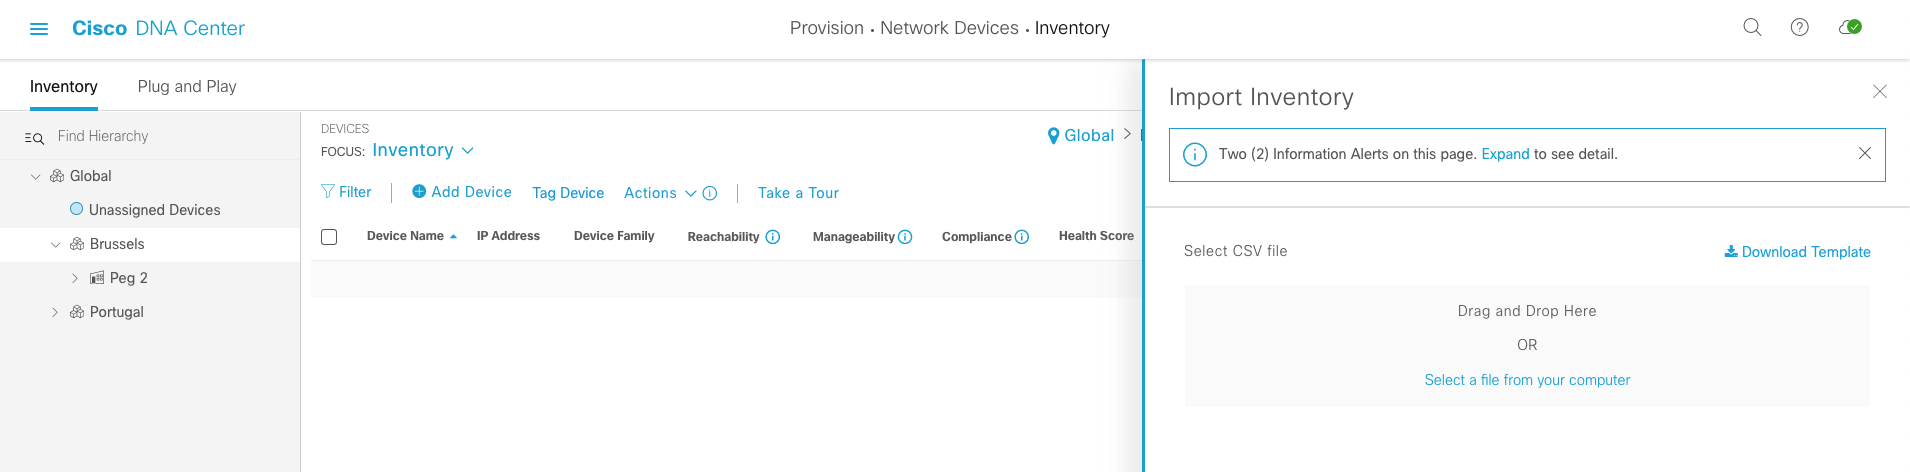 Cisco DNA Center
Provision • Network Devices • Inventory
Inventory
Plug and Play
Find Hierarchy
Global
Unassigned Devices
Brussels
Peg 2
Portugal
DEVICES
FOCUS: Inventory
Global
Filter
Add Device
Tag Device
Actions
Take a Tour
Device Name
IP Address
Device Family
Reachability
Manageability
Compliance
Health Score
Import Inventory
Two (2) Information Alerts on this page. Expand to see detail.
Select CSV file
Download Template
Drag and Drop Here
OR
Select a file from your computer